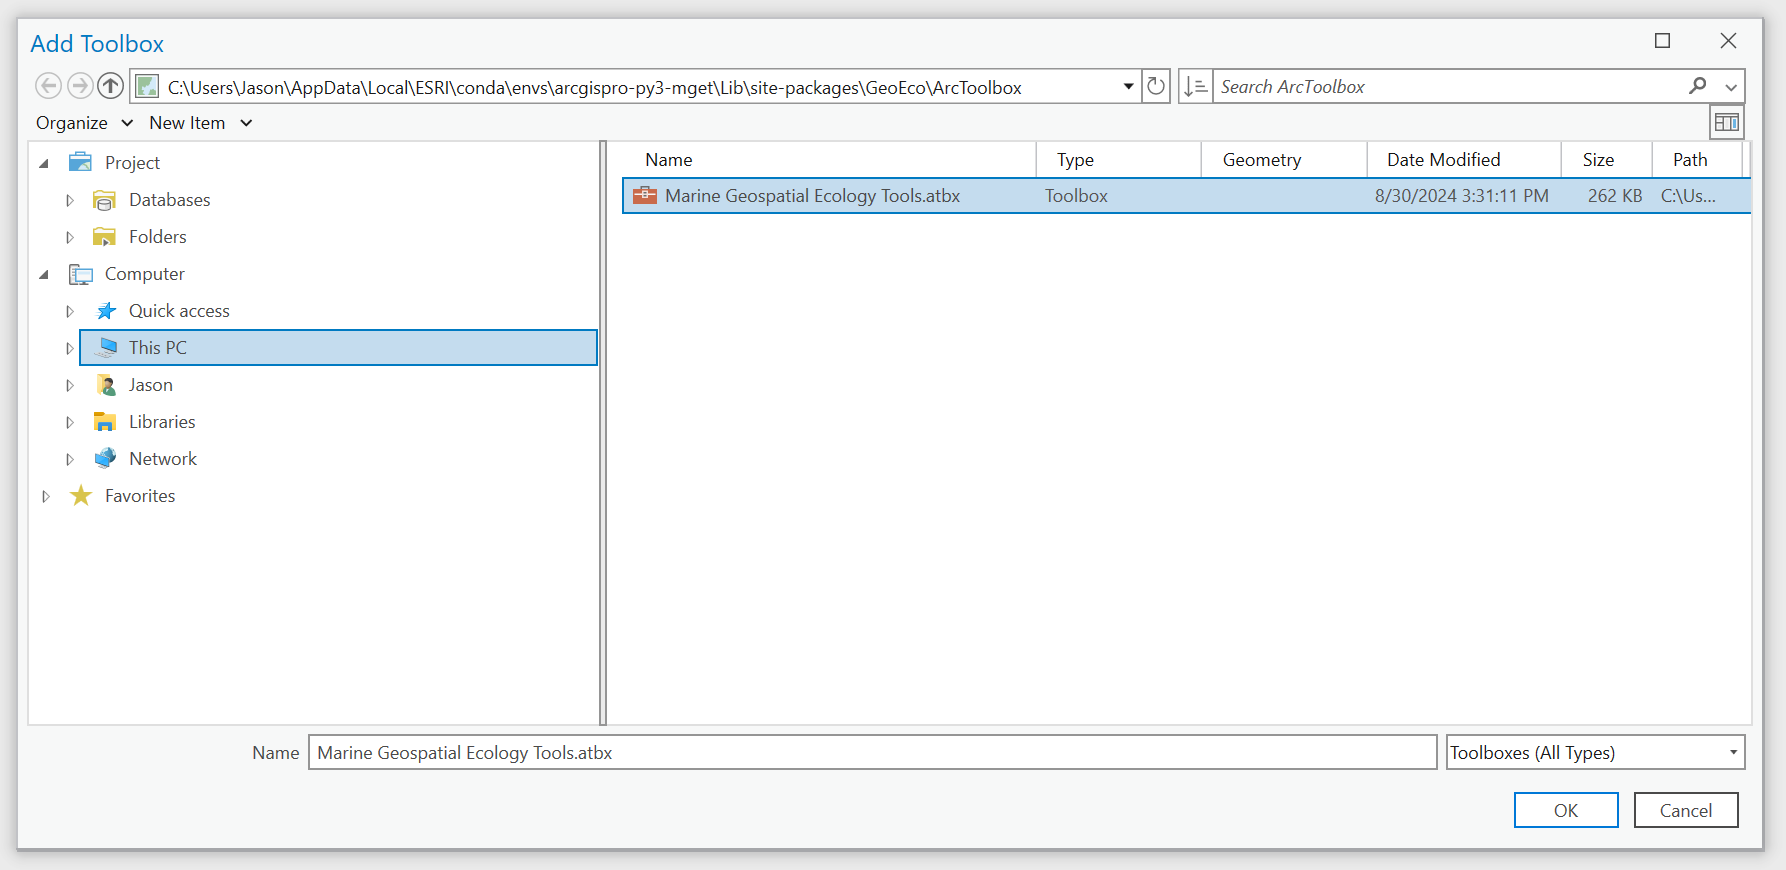 Add Toolbox
C:\Users\Jason\AppData\Local\ESRI\conda\envs\arcgispro-py3-mget\Lib\site-packages\GeoEco\ArcToolbox
Search ArcToolbox
Organize New Item
Project
Databases
Folders
Computer
Quick access
This PC
Jason
Libraries
Network
Favorites
Name Type Geometry Date Modified Size Path
Marine Geospatial Ecology Tools.atbx Toolbox 8/30/2024 3:31:11 PM 262 KB C:\Us...
Name Marine Geospatial Ecology Tools.atbx Toolboxes (All Types)
OK Cancel